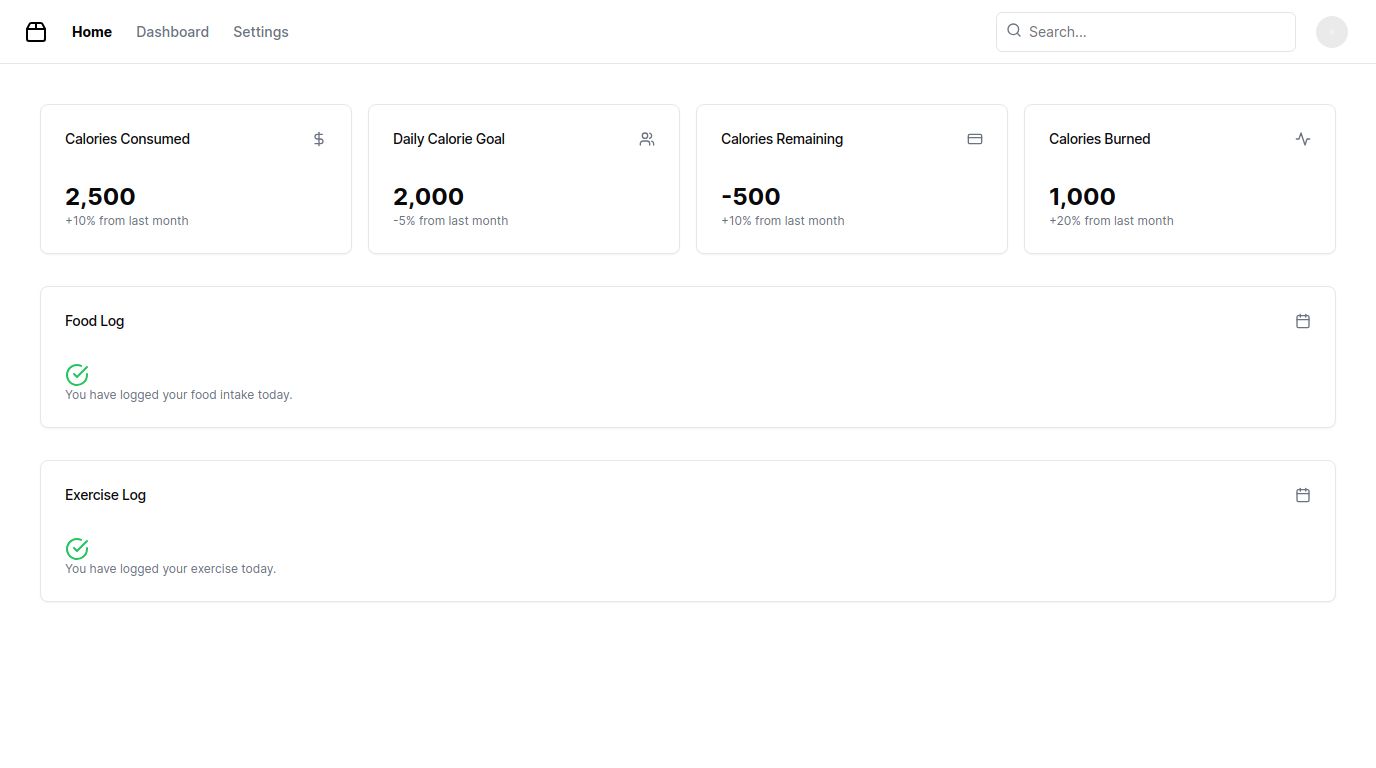 Home Dashboard Settings Search...
Calories Consumed Daily Calorie Goal Calories Remaining Calories Burned
2,500 2,000 -500 1,000
+10% from last month -5% from last month +10% from last month +20% from last month
Food Log
You have logged your food intake today.
Exercise Log
You have logged your exercise today.